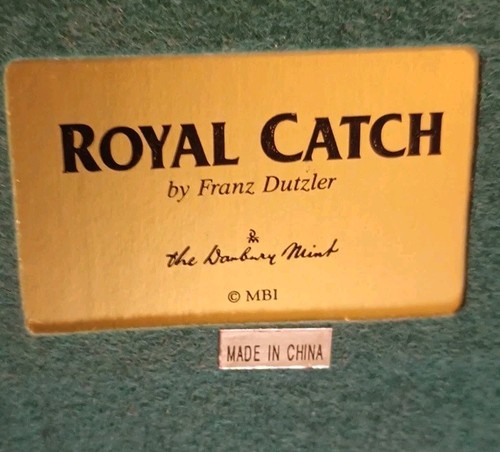 ROYAL CATCH
by Franz Dutzler
the Danbury Mint
© MBI
MADE IN CHINA